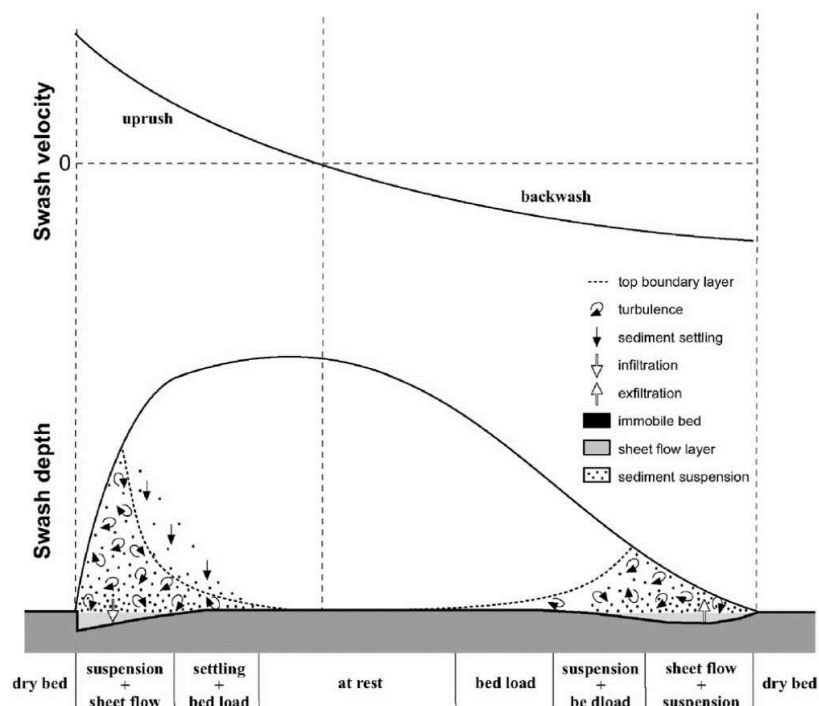 Swash velocity
uprush
0
backwash
top boundary layer
turbulence
sediment settling
infiltration
exfiltration
immobile bed
sheet flow layer
sediment suspension
Swash depth
dry bed
suspension
+
sheet flow
settling
+
bed load
at rest
bed load
suspension
+
be dload
sheet flow
+
suspension
dry bed